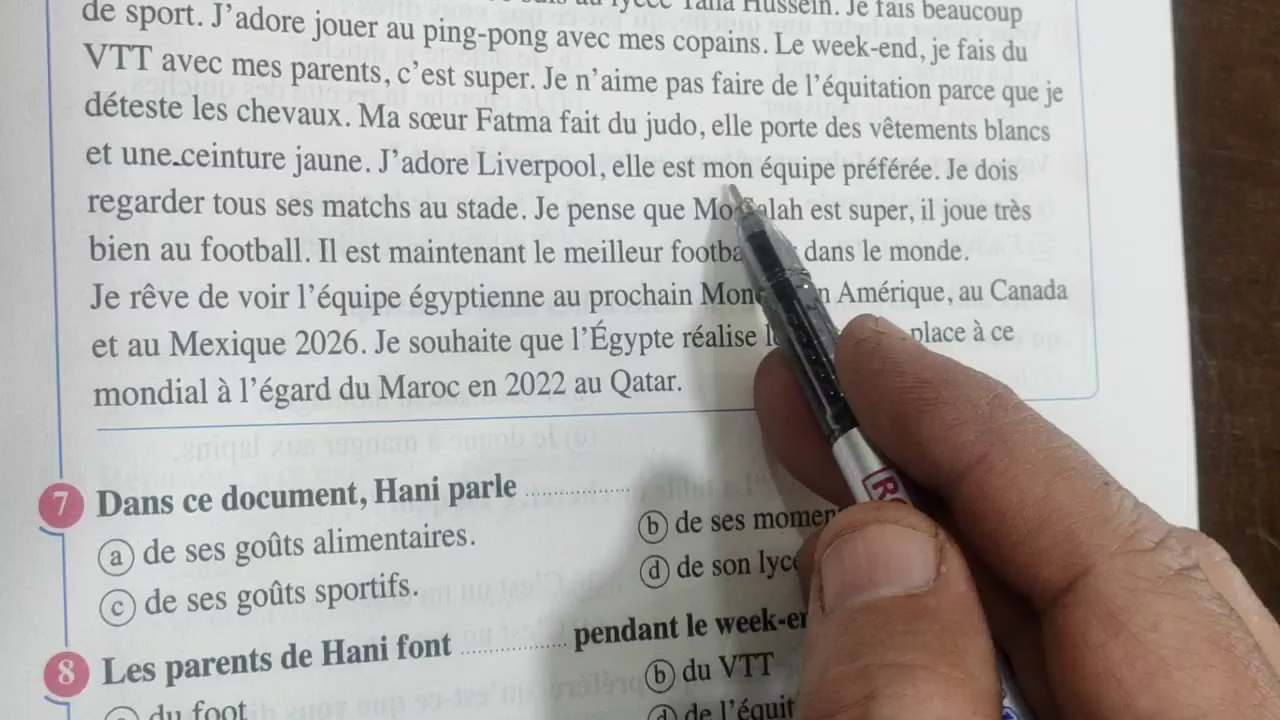 lycée Taha Hussein. Je fais beaucoup
de sport. J'adore jouer au ping-pong avec mes copains. Le week-end, je fais du
VTT avec mes parents, c'est super. Je n'aime pas faire de l'équitation parce que je
déteste les chevaux. Ma sœur Fatma fait du judo, elle porte des vêtements blancs
et une ceinture jaune. J'adore Liverpool, elle est mon équipe préférée. Je dois
regarder tous ses matchs au stade. Je pense que Mo alah est super, il joue très
bien au football. Il est maintenant le meilleur footba dans le monde.
Je rêve de voir l'équipe égyptienne au prochain Mon n Amérique, au Canada
et au Mexique 2026. Je souhaite que l'Égypte réalise l place à ce
mondial à l'égard du Maroc en 2022 au Qatar.
7 Dans ce document, Hani parle ....................
a de ses goûts alimentaires.
b de ses momen
c de ses goûts sportifs.
d de son lycé
8 Les parents de Hani font .................... pendant le week-en
a du foot
b du VTT
d de l'équit
RO